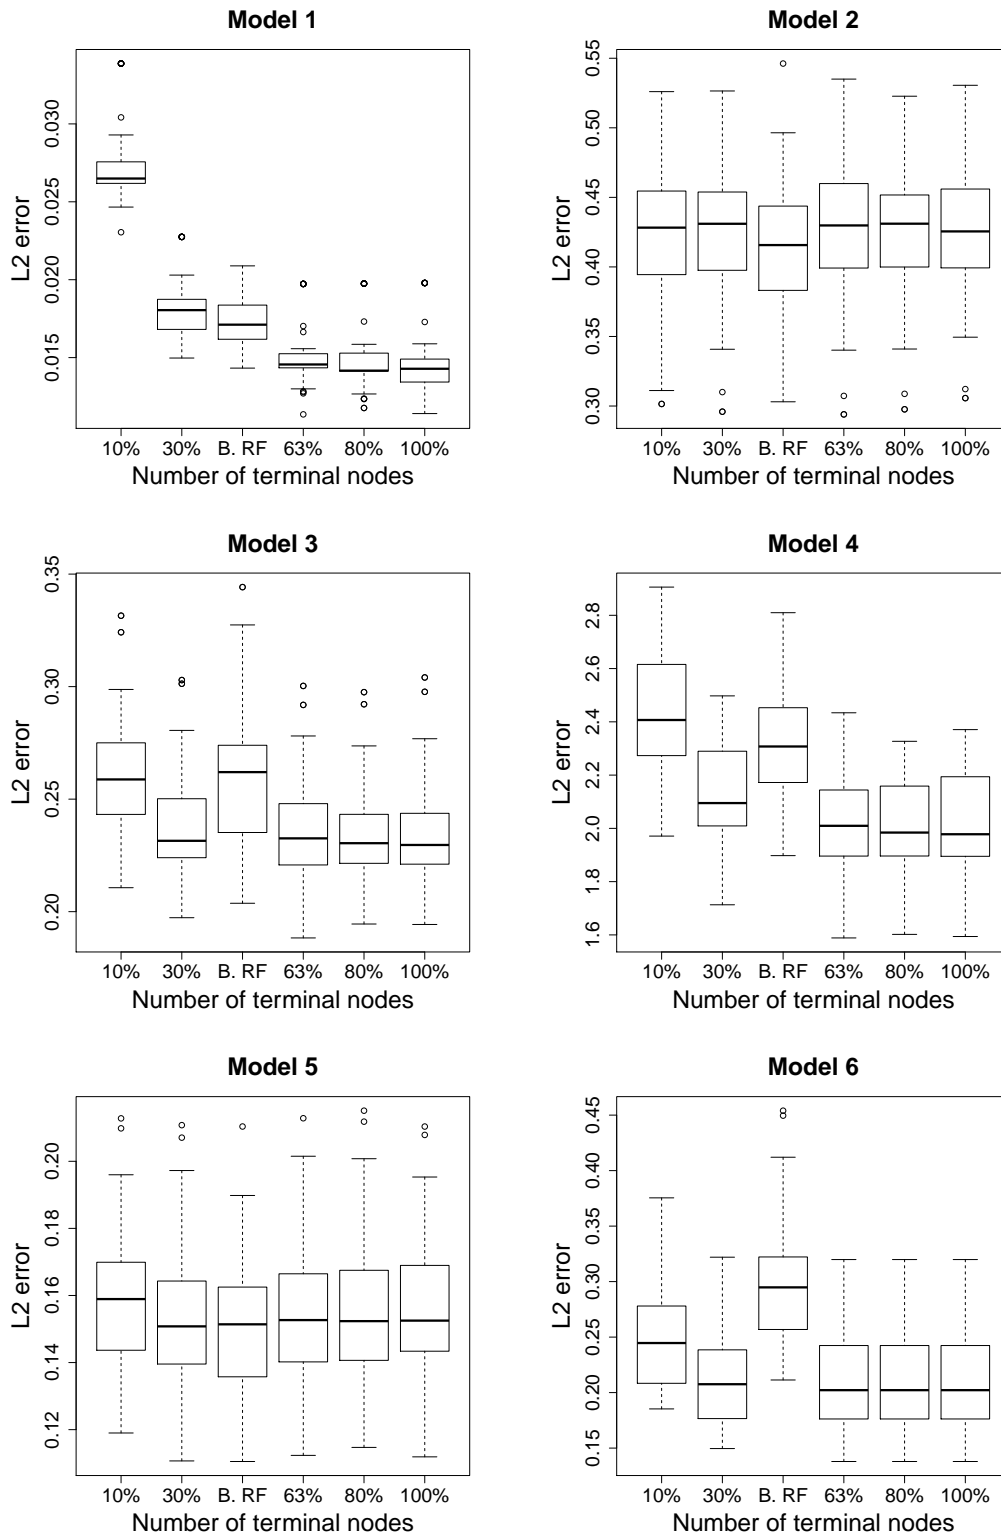 Model 1
L2 error
0.015 0.020 0.025 0.030
10% 30% B. RF 63% 80% 100%
Number of terminal nodes
Model 2
L2 error
0.30 0.35 0.40 0.45 0.50 0.55
10% 30% B. RF 63% 80% 100%
Number of terminal nodes
Model 3
L2 error
0.20 0.25 0.30 0.35
10% 30% B. RF 63% 80% 100%
Number of terminal nodes
Model 4
L2 error
1.6 1.8 2.0 2.2 2.4 2.6 2.8
10% 30% B. RF 63% 80% 100%
Number of terminal nodes
Model 5
L2 error
0.12 0.14 0.16 0.18 0.20
10% 30% B. RF 63% 80% 100%
Number of terminal nodes
Model 6
L2 error
0.15 0.20 0.25 0.30 0.35 0.40 0.45
10% 30% B. RF 63% 80% 100%
Number of terminal nodes